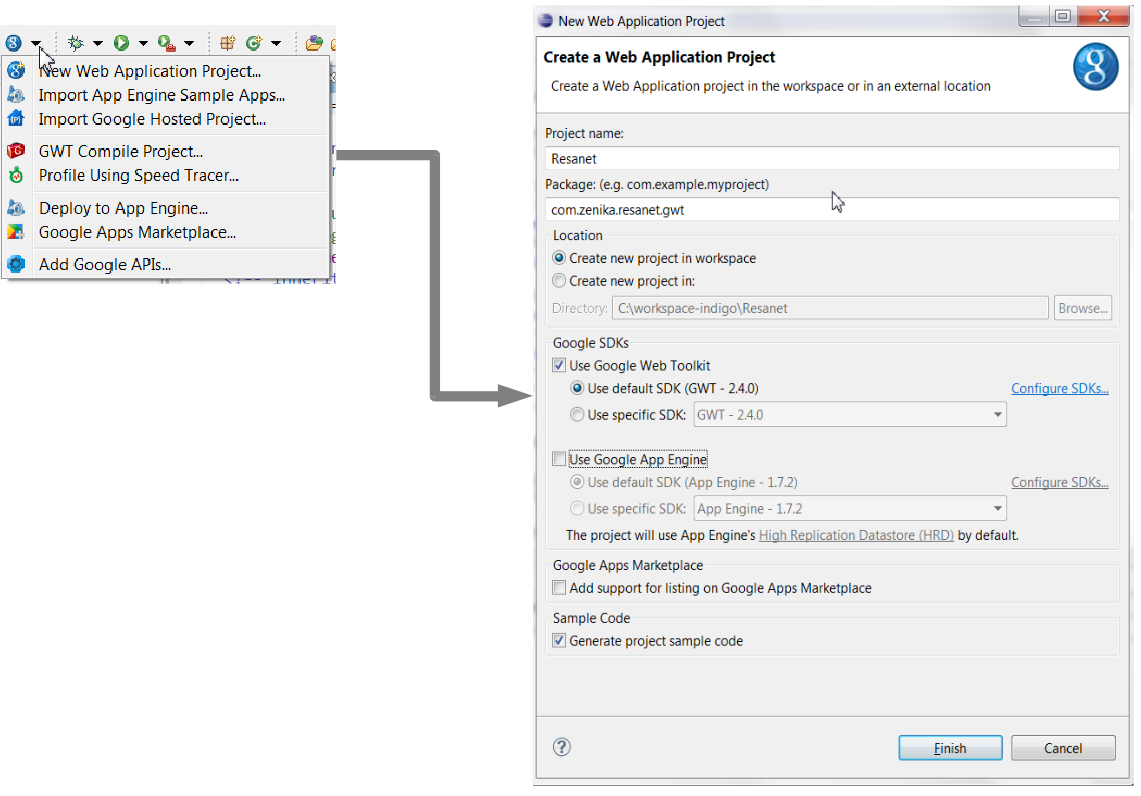 New Web Application Project...
Import App Engine Sample Apps...
Import Google Hosted Project...
GWT Compile Project...
Profile Using Speed Tracer...
Deploy to App Engine...
Google Apps Marketplace...
Add Google APIs...
New Web Application Project
Create a Web Application Project
Create a Web Application project in the workspace or in an external location
Project name:
Resanet
Package: (e.g. com.example.myproject)
com.zenika.resanet.gwt
Location
Create new project in workspace
Create new project in:
Directory: C:\workspace-indigo\Resanet Browse...
Google SDKs
Use Google Web Toolkit
Use default SDK (GWT - 2.4.0) Configure SDKs...
Use specific SDK: GWT - 2.4.0
Use Google App Engine
Use default SDK (App Engine - 1.7.2) Configure SDKs...
Use specific SDK: App Engine - 1.7.2
The project will use App Engine's High Replication Datastore (HRD) by default.
Google Apps Marketplace
Add support for listing on Google Apps Marketplace
Sample Code
Generate project sample code
Finish Cancel